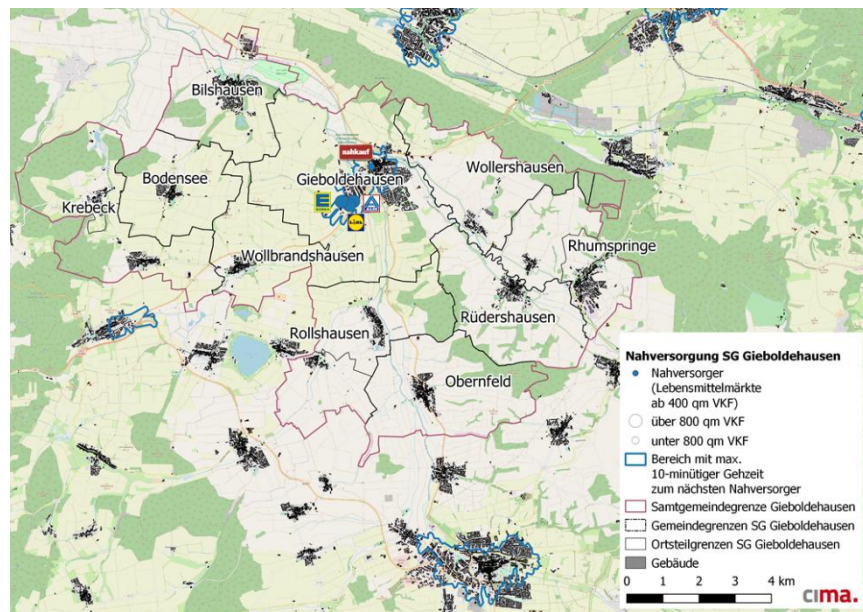 Bilshausen
nahkauf
Wollershausen
Gieboldehausen
Bodensee
Krebeck
E
A
LIDL
Rhumspringe
Wollbrandshausen
Rüdershausen
Rollshausen
Obernfeld
Nahversorgung SG Gieboldehausen
Nahversorger
(Lebensmittelmärkte
ab 400 qm VKF)
über 800 qm VKF
unter 800 qm VKF
Bereich mit max.
10-minütiger Gehzeit
zum nächsten Nahversorger
Samtgemeindegrenze Gieboldehausen
Gemeindegrenzen SG Gieboldehausen
Ortsteilgrenzen SG Gieboldehausen
Gebäude
0 1 2 3 4 km
cima.